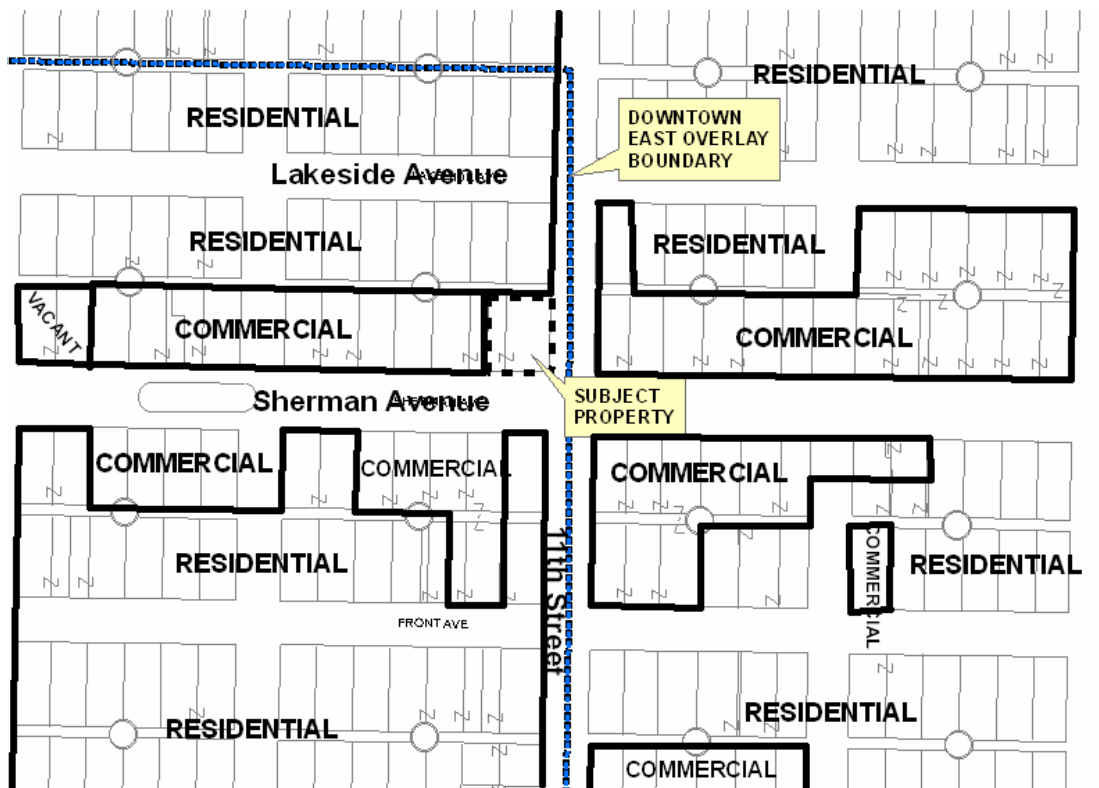 RESIDENTIAL
DOWNTOWN
EAST OVERLAY
BOUNDARY
RESIDENTIAL
Lakeside Avenue
RESIDENTIAL
RESIDENTIAL
VACANT
COMMERCIAL
COMMERCIAL
SUBJECT
PROPERTY
Sherman Avenue
COMMERCIAL
COMMERCIAL
COMMERCIAL
11th Street
COMMERCIAL
RESIDENTIAL
RESIDENTIAL
FRONT AVE
RESIDENTIAL
RESIDENTIAL
COMMERCIAL